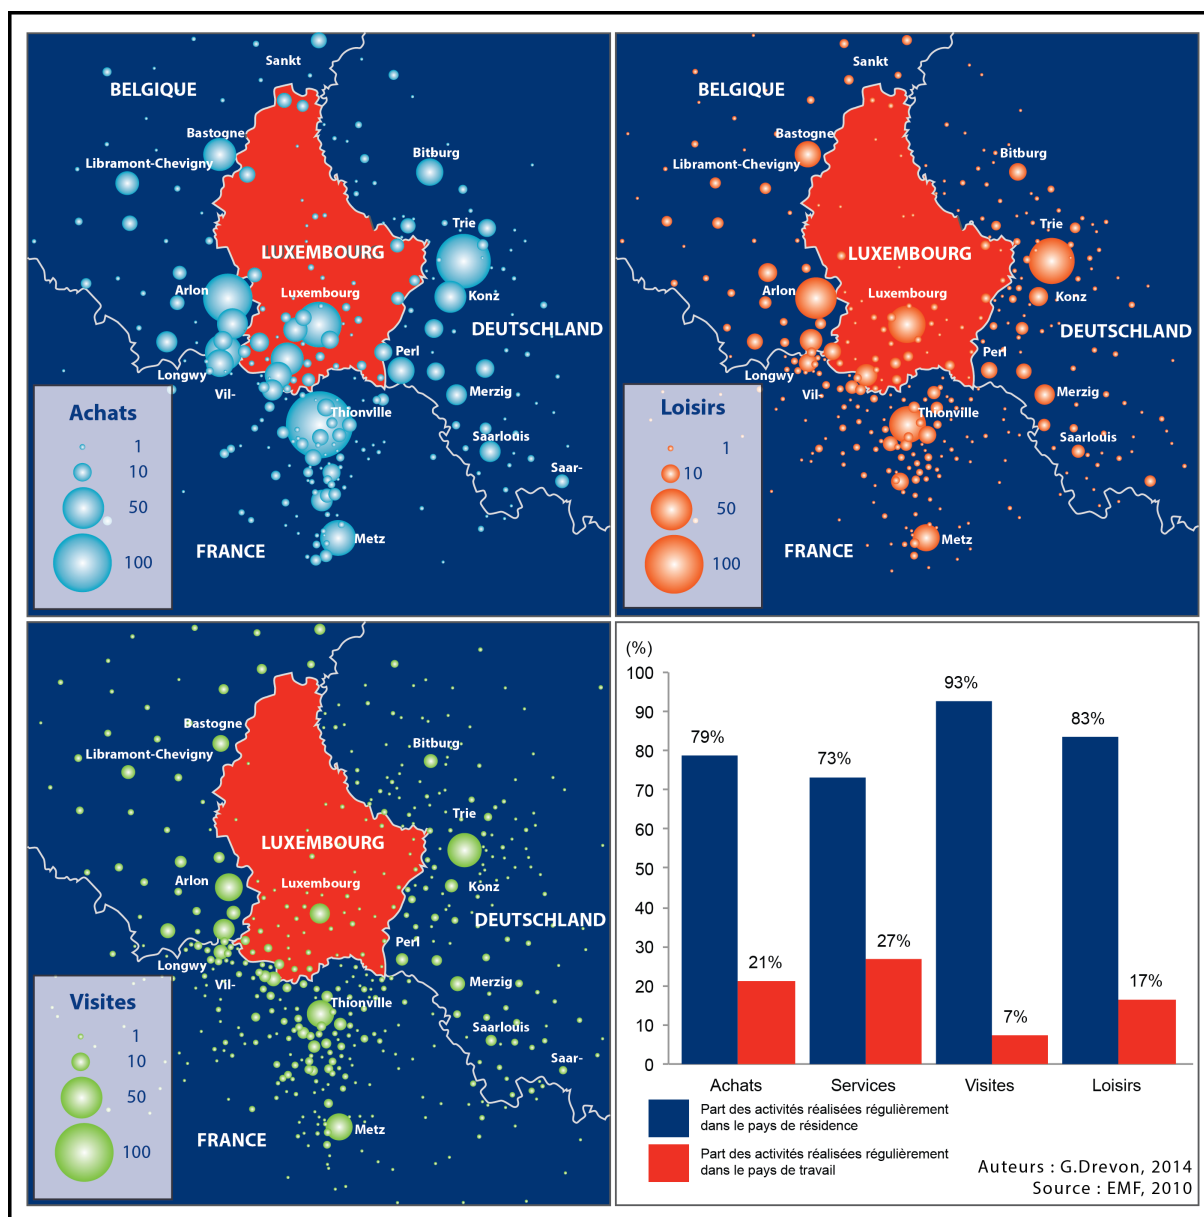 Sankt
BELGIQUE
Bastogne
Libramont-Chevigny
Bitburg
Trie
LUXEMBOURG
Arlon
Luxembourg
Konz
DEUTSCHLAND
Longwy
Perl
Vil-
Merzig
Achats
1
10
50
100
Thionville
Saarlouis
Saar-
FRANCE
Metz
Sankt
BELGIQUE
Bastogne
Libramont-Chevigny
Bitburg
Trie
LUXEMBOURG
Arlon
Luxembourg
Konz
DEUTSCHLAND
Longwy
Perl
Vil-
Merzig
Loisirs
1
10
50
100
Thionville
Saarlouis
FRANCE
Metz
Bastogne
Libramont-Chevigny
Bitburg
Trie
LUXEMBOURG
Arlon
Luxembourg
Konz
DEUTSCHLAND
Longwy
Perl
VIl-
Merzig
Visites
1
10
50
100
Thionville
Saarlouis
Saar-
FRANCE
Metz
(%)
100
90
80
70
60
50
40
30
20
10
0
79%
21%
73%
27%
93%
7%
83%
17%
Achats Services Visites Loisirs
Part des activités réalisées régulièrement
dans le pays de résidence
Part des activités réalisées régulièrement
dans le pays de travail
Auteurs : G.Drevon, 2014
Source : EMF, 2010